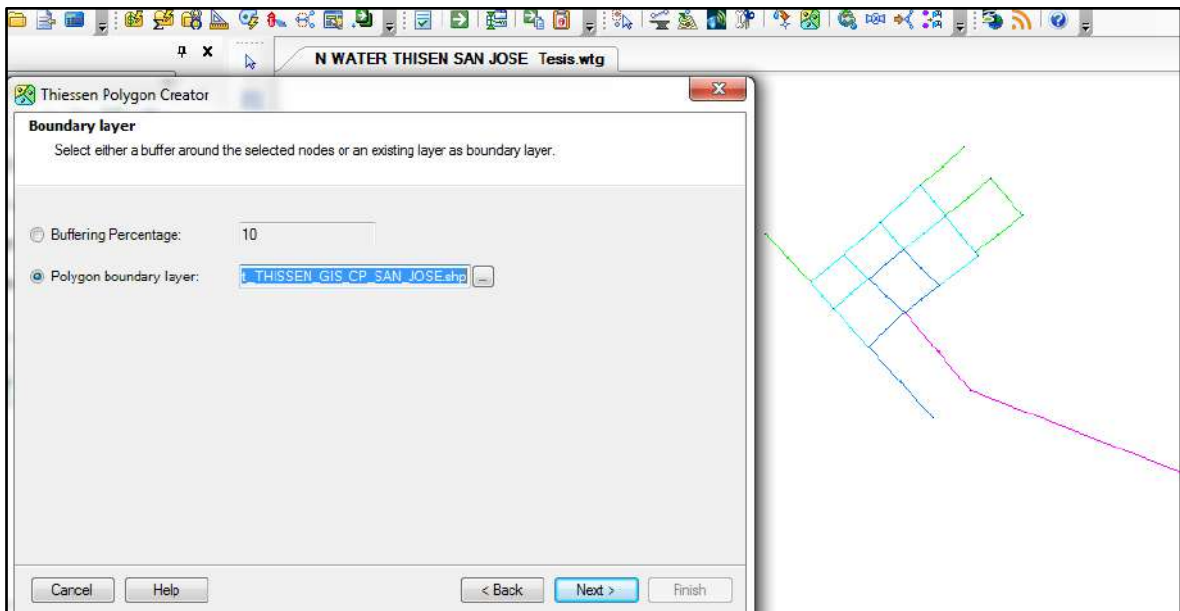 N WATER THISEN SAN JOSE Tesis.wtg
Thiessen Polygon Creator
Boundary layer
Select either a buffer around the selected nodes or an existing layer as boundary layer.
Buffering Percentage: 10
Polygon boundary layer: t_THISSEN_GIS_CP_SAN_JOSE.shp ...
Cancel Help < Back Next > Finish